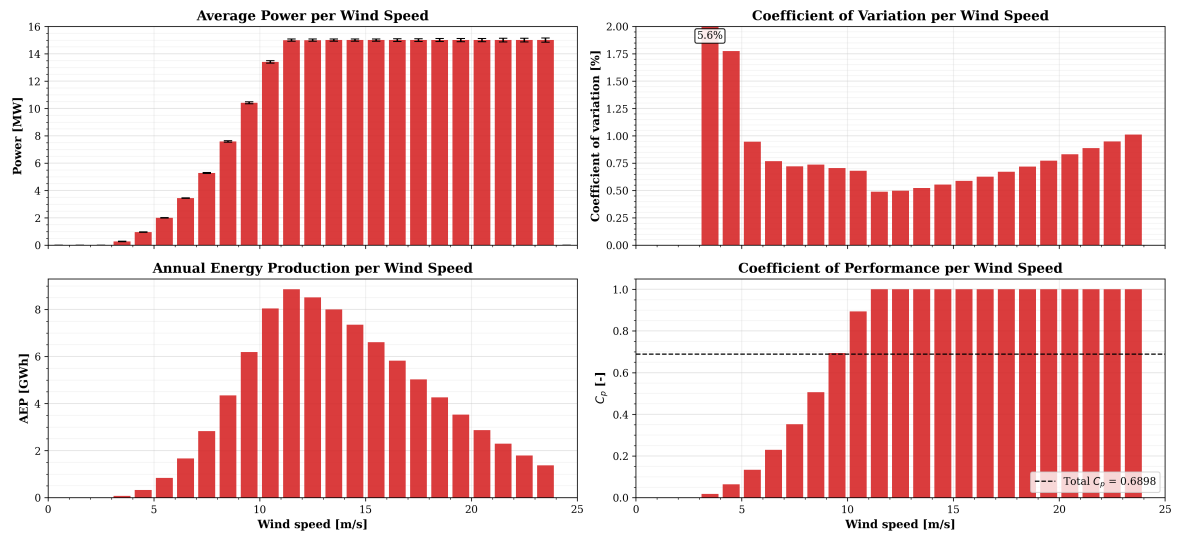 Average Power per Wind Speed
Power [MW]
16
14
12
10
8
6
4
2
0
Coefficient of Variation per Wind Speed
Coefficient of variation [%]
2.00
1.75
1.50
1.25
1.00
0.75
0.50
0.25
0.00
5.6%
Annual Energy Production per Wind Speed
AEP [GWh]
8
6
4
2
0
0 5 10 15 20 25
Wind speed [m/s]
Coefficient of Performance per Wind Speed
Cp [-]
1.0
0.8
0.6
0.4
0.2
0.0
Total Cp = 0.6898
0 5 10 15 20 25
Wind speed [m/s]